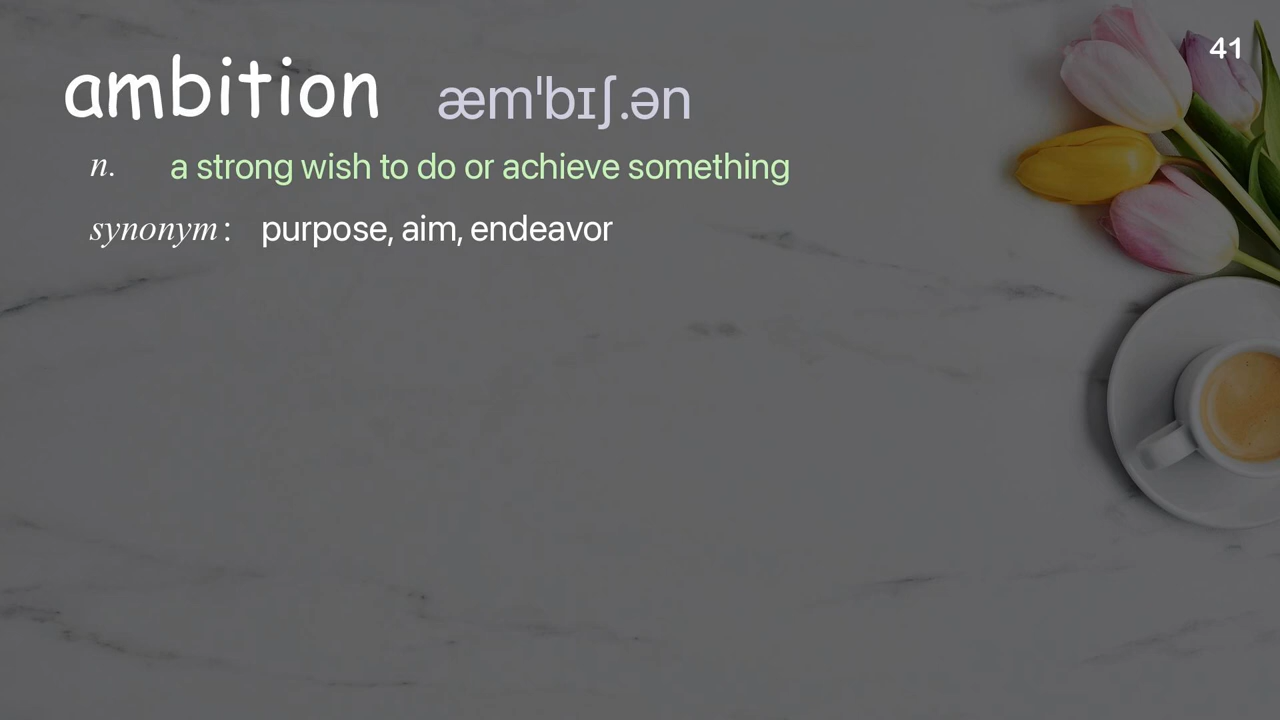 41
ambition æm'bɪʃ.ən
n. a strong wish to do or achieve something
synonym : purpose, aim, endeavor